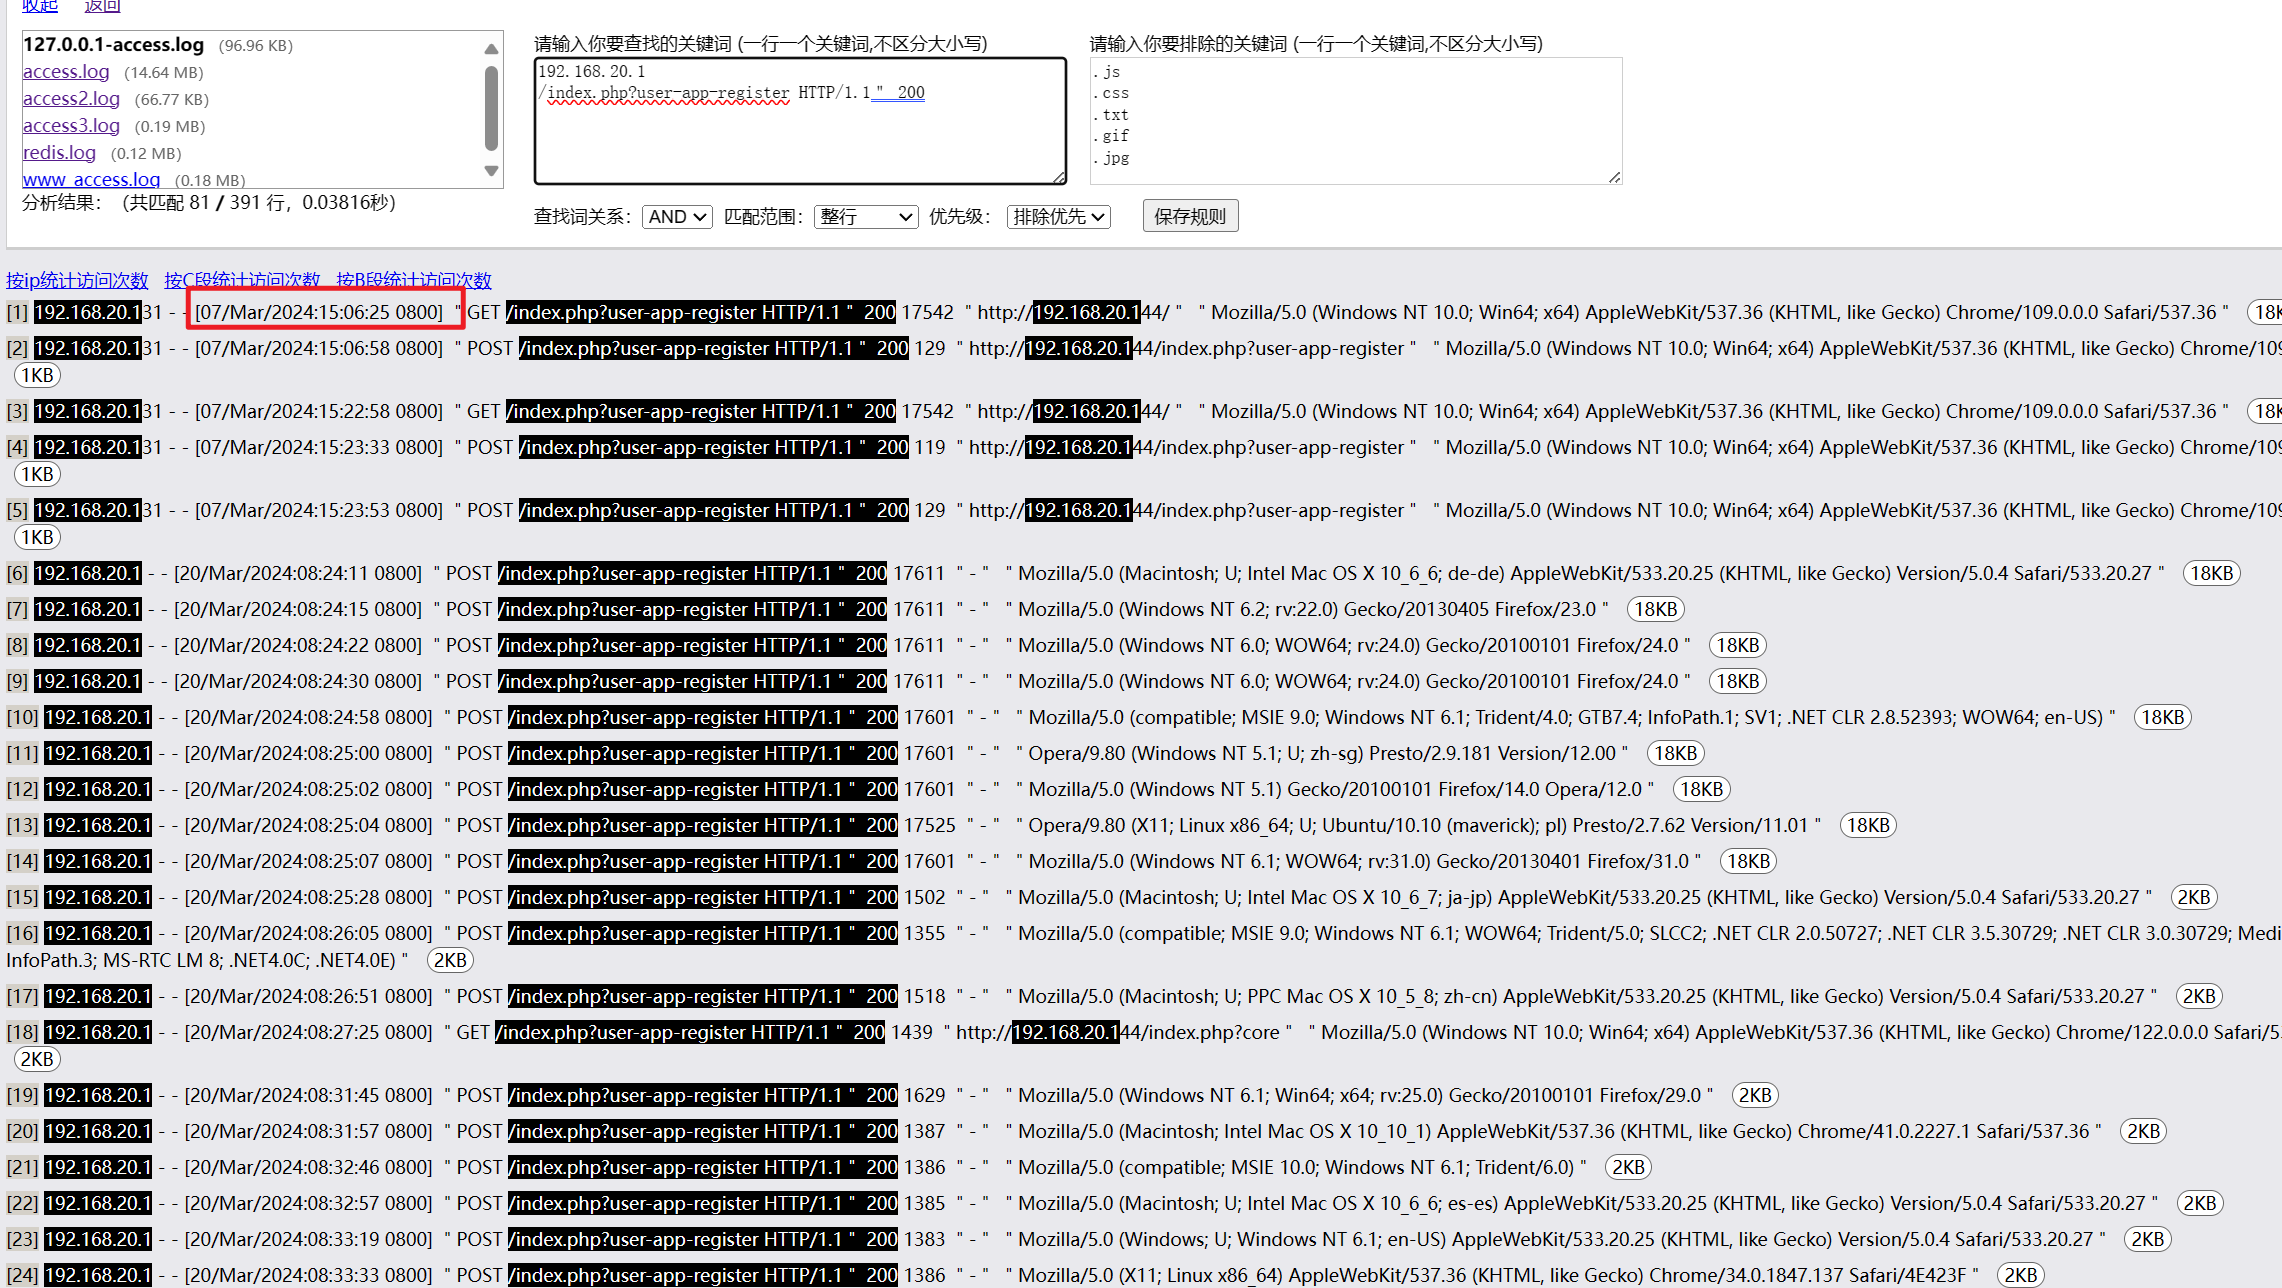 收起 返回
127.0.0.1-access.log (96.96 KB)
access.log (14.64 MB)
access2.log (66.77 KB)
access3.log (0.19 MB)
redis.log (0.12 MB)
www_access.log (0.18 MB)
分析结果： （共匹配 81 / 391 行，0.03816秒）
请输入你要查找的关键词 (一行一个关键词,不区分大小写)
192.168.20.1
/index.php?user-app-register HTTP/1.1" 200
请输入你要排除的关键词 (一行一个关键词,不区分大小写)
.js
.css
.txt
.gif
.jpg
查找词关系： AND 匹配范围： 整行 优先级： 排除优先 保存规则
按ip统计访问次数 按C段统计访问次数 按B段统计访问次数
[1] 192.168.20.131 - - [07/Mar/2024:15:06:25 0800] " GET /index.php?user-app-register HTTP/1.1 " 200 17542 " http://192.168.20.144/ " " Mozilla/5.0 (Windows NT 10.0; Win64; x64) AppleWebKit/537.36 (KHTML, like Gecko) Chrome/109.0.0.0 Safari/537.36 " 18K
[2] 192.168.20.131 - - [07/Mar/2024:15:06:58 0800] " POST /index.php?user-app-register HTTP/1.1 " 200 129 " http://192.168.20.144/index.php?user-app-register " " Mozilla/5.0 (Windows NT 10.0; Win64; x64) AppleWebKit/537.36 (KHTML, like Gecko) Chrome/109
1KB
[3] 192.168.20.131 - - [07/Mar/2024:15:22:58 0800] " GET /index.php?user-app-register HTTP/1.1 " 200 17542 " http://192.168.20.144/ " " Mozilla/5.0 (Windows NT 10.0; Win64; x64) AppleWebKit/537.36 (KHTML, like Gecko) Chrome/109.0.0.0 Safari/537.36 " 18K
[4] 192.168.20.131 - - [07/Mar/2024:15:23:33 0800] " POST /index.php?user-app-register HTTP/1.1 " 200 119 " http://192.168.20.144/index.php?user-app-register " " Mozilla/5.0 (Windows NT 10.0; Win64; x64) AppleWebKit/537.36 (KHTML, like Gecko) Chrome/109
1KB
[5] 192.168.20.131 - - [07/Mar/2024:15:23:53 0800] " POST /index.php?user-app-register HTTP/1.1 " 200 129 " http://192.168.20.144/index.php?user-app-register " " Mozilla/5.0 (Windows NT 10.0; Win64; x64) AppleWebKit/537.36 (KHTML, like Gecko) Chrome/109
1KB
[6] 192.168.20.1 - - [20/Mar/2024:08:24:11 0800] " POST /index.php?user-app-register HTTP/1.1 " 200 17611 " - " " Mozilla/5.0 (Macintosh; U; Intel Mac OS X 10_6_6; de-de) AppleWebKit/533.20.25 (KHTML, like Gecko) Version/5.0.4 Safari/533.20.27 " 18KB
[7] 192.168.20.1 - - [20/Mar/2024:08:24:15 0800] " POST /index.php?user-app-register HTTP/1.1 " 200 17611 " - " " Mozilla/5.0 (Windows NT 6.2; rv:22.0) Gecko/20130405 Firefox/23.0 " 18KB
[8] 192.168.20.1 - - [20/Mar/2024:08:24:22 0800] " POST /index.php?user-app-register HTTP/1.1 " 200 17611 " - " " Mozilla/5.0 (Windows NT 6.0; WOW64; rv:24.0) Gecko/20100101 Firefox/24.0 " 18KB
[9] 192.168.20.1 - - [20/Mar/2024:08:24:30 0800] " POST /index.php?user-app-register HTTP/1.1 " 200 17611 " - " " Mozilla/5.0 (Windows NT 6.0; WOW64; rv:24.0) Gecko/20100101 Firefox/24.0 " 18KB
[10] 192.168.20.1 - - [20/Mar/2024:08:24:58 0800] " POST /index.php?user-app-register HTTP/1.1 " 200 17601 " - " " Mozilla/5.0 (compatible; MSIE 9.0; Windows NT 6.1; Trident/4.0; GTB7.4; InfoPath.1; SV1; .NET CLR 2.8.52393; WOW64; en-US) " 18KB
[11] 192.168.20.1 - - [20/Mar/2024:08:25:00 0800] " POST /index.php?user-app-register HTTP/1.1 " 200 17601 " - " " Opera/9.80 (Windows NT 5.1; U; zh-sg) Presto/2.9.181 Version/12.00 " 18KB
[12] 192.168.20.1 - - [20/Mar/2024:08:25:02 0800] " POST /index.php?user-app-register HTTP/1.1 " 200 17601 " - " " Mozilla/5.0 (Windows NT 5.1) Gecko/20100101 Firefox/14.0 Opera/12.0 " 18KB
[13] 192.168.20.1 - - [20/Mar/2024:08:25:04 0800] " POST /index.php?user-app-register HTTP/1.1 " 200 17525 " - " " Opera/9.80 (X11; Linux x86_64; U; Ubuntu/10.10 (maverick); pl) Presto/2.7.62 Version/11.01 " 18KB
[14] 192.168.20.1 - - [20/Mar/2024:08:25:07 0800] " POST /index.php?user-app-register HTTP/1.1 " 200 17601 " - " " Mozilla/5.0 (Windows NT 6.1; WOW64; rv:31.0) Gecko/20130401 Firefox/31.0 " 18KB
[15] 192.168.20.1 - - [20/Mar/2024:08:25:28 0800] " POST /index.php?user-app-register HTTP/1.1 " 200 1502 " - " " Mozilla/5.0 (Macintosh; U; Intel Mac OS X 10_6_7; ja-jp) AppleWebKit/533.20.25 (KHTML, like Gecko) Version/5.0.4 Safari/533.20.27 " 2KB
[16] 192.168.20.1 - - [20/Mar/2024:08:26:05 0800] " POST /index.php?user-app-register HTTP/1.1 " 200 1355 " - " " Mozilla/5.0 (compatible; MSIE 9.0; Windows NT 6.1; WOW64; Trident/5.0; SLCC2; .NET CLR 2.0.50727; .NET CLR 3.5.30729; .NET CLR 3.0.30729; Medi
InfoPath.3; MS-RTC LM 8; .NET4.0C; .NET4.0E) " 2KB
[17] 192.168.20.1 - - [20/Mar/2024:08:26:51 0800] " POST /index.php?user-app-register HTTP/1.1 " 200 1518 " - " " Mozilla/5.0 (Macintosh; U; PPC Mac OS X 10_5_8; zh-cn) AppleWebKit/533.20.25 (KHTML, like Gecko) Version/5.0.4 Safari/533.20.27 " 2KB
[18] 192.168.20.1 - - [20/Mar/2024:08:27:25 0800] " GET /index.php?user-app-register HTTP/1.1 " 200 1439 " http://192.168.20.144/index.php?core " " Mozilla/5.0 (Windows NT 10.0; Win64; x64) AppleWebKit/537.36 (KHTML, like Gecko) Chrome/122.0.0.0 Safari/5
2KB
[19] 192.168.20.1 - - [20/Mar/2024:08:31:45 0800] " POST /index.php?user-app-register HTTP/1.1 " 200 1629 " - " " Mozilla/5.0 (Windows NT 6.1; Win64; x64; rv:25.0) Gecko/20100101 Firefox/29.0 " 2KB
[20] 192.168.20.1 - - [20/Mar/2024:08:31:57 0800] " POST /index.php?user-app-register HTTP/1.1 " 200 1387 " - " " Mozilla/5.0 (Macintosh; Intel Mac OS X 10_10_1) AppleWebKit/537.36 (KHTML, like Gecko) Chrome/41.0.2227.1 Safari/537.36 " 2KB
[21] 192.168.20.1 - - [20/Mar/2024:08:32:46 0800] " POST /index.php?user-app-register HTTP/1.1 " 200 1386 " - " " Mozilla/5.0 (compatible; MSIE 10.0; Windows NT 6.1; Trident/6.0) " 2KB
[22] 192.168.20.1 - - [20/Mar/2024:08:32:57 0800] " POST /index.php?user-app-register HTTP/1.1 " 200 1385 " - " " Mozilla/5.0 (Macintosh; U; Intel Mac OS X 10_6_6; es-es) AppleWebKit/533.20.25 (KHTML, like Gecko) Version/5.0.4 Safari/533.20.27 " 2KB
[23] 192.168.20.1 - - [20/Mar/2024:08:33:19 0800] " POST /index.php?user-app-register HTTP/1.1 " 200 1383 " - " " Mozilla/5.0 (Windows; U; Windows NT 6.1; en-US) AppleWebKit/533.20.25 (KHTML, like Gecko) Version/5.0.4 Safari/533.20.27 " 2KB
[24] 192.168.20.1 - - [20/Mar/2024:08:33:33 0800] " POST /index.php?user-app-register HTTP/1.1 " 200 1386 " - " " Mozilla/5.0 (X11; Linux x86_64) AppleWebKit/537.36 (KHTML, like Gecko) Chrome/34.0.1847.137 Safari/4E423F " 2KB